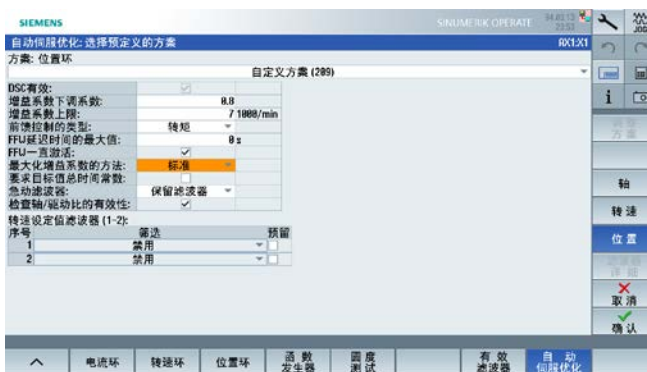 SIEMENS
SINUMERIK OPERATE
23:53
JOG
自动伺服优化: 选择预定义的方案
AX1:X1
方案: 位置环
自定义方案 (209)
DSC有效:
增益系数下调系数: 0.8
增益系数上限: 7 1000/min
前馈控制的类型: 转矩
FFU延迟时间的最大值: 0 s
FFU一直激活:
最大化增益系数的方法: 标准
要求目标值总时间常数:
急动滤波器: 保留滤波器
检查轴/驱动比的有效性:
转速设定值滤波器 (1-2):
序号 筛选 预留
1 禁用
2 禁用
轴
转速
位置
取消
确认
电流环
转速环
位置环
函数发生器
圆度测试
有效滤波器
自动伺服优化